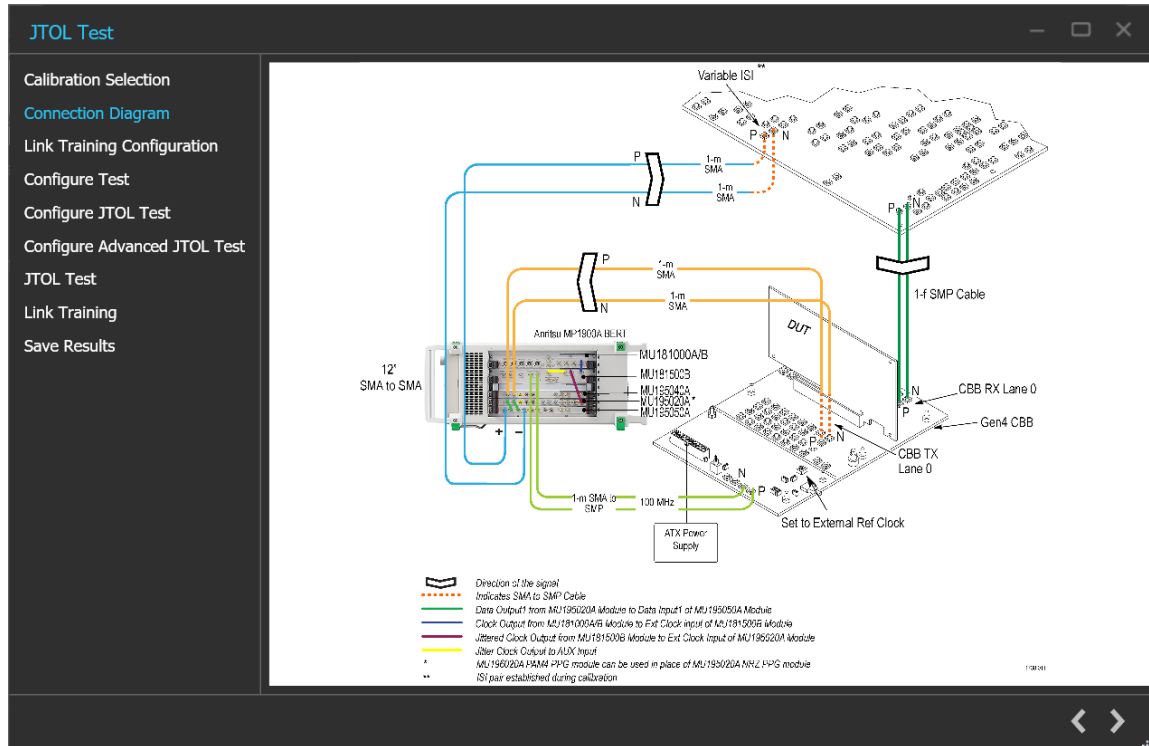 JTOL Test
Calibration Selection
Connection Diagram
Link Training Configuration
Configure Test
Configure JTOL Test
Configure Advanced JTOL Test
JTOL Test
Link Training
Save Results
Variable ISI **
P N
P
1-m
SMA
1-m
SMA
N
P N
P
1-m
SMA
1-f SMP Cable
N
1-m
SMA
DUT
Anritsu MP1900A BERT
MU181000A/B
12'
SMA to SMA
MU181500B
MU195040A
MU195020A *
MU195050A
N
P
CBB RX Lane 0
Gen4 CBB
+ −
P N
CBB TX
Lane 0
N
P
1-m SMA to
SMP
100 MHz
Set to External Ref Clock
ATX Power
Supply
Direction of the signal
Indicates SMA to SMP Cable
Data Output1 from MU195020A Module to Data Input1 of MU195050A Module
Clock Output from MU181000A/B Module to Ext Clock input of MU181500B Module
Jittered Clock Output from MU181500B Module to Ext Clock Input of MU195020A Module
Jitter Clock Output to AUX Input
* MU196020A PAM4 PPG module can be used in place of MU195020A NRZ PPG module
** ISI pair established during calibration